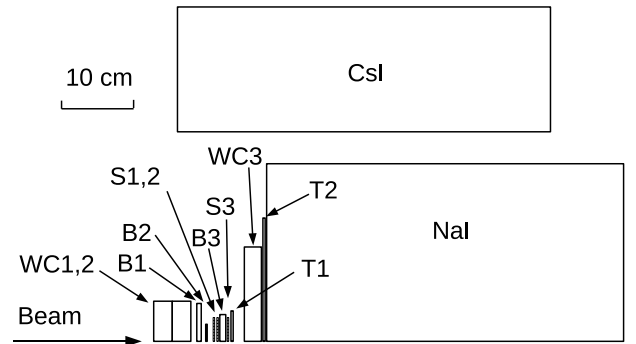 CsI
10 cm
WC3
S1,2
T2
S3
B2
B3
NaI
WC1,2
B1
T1
Beam